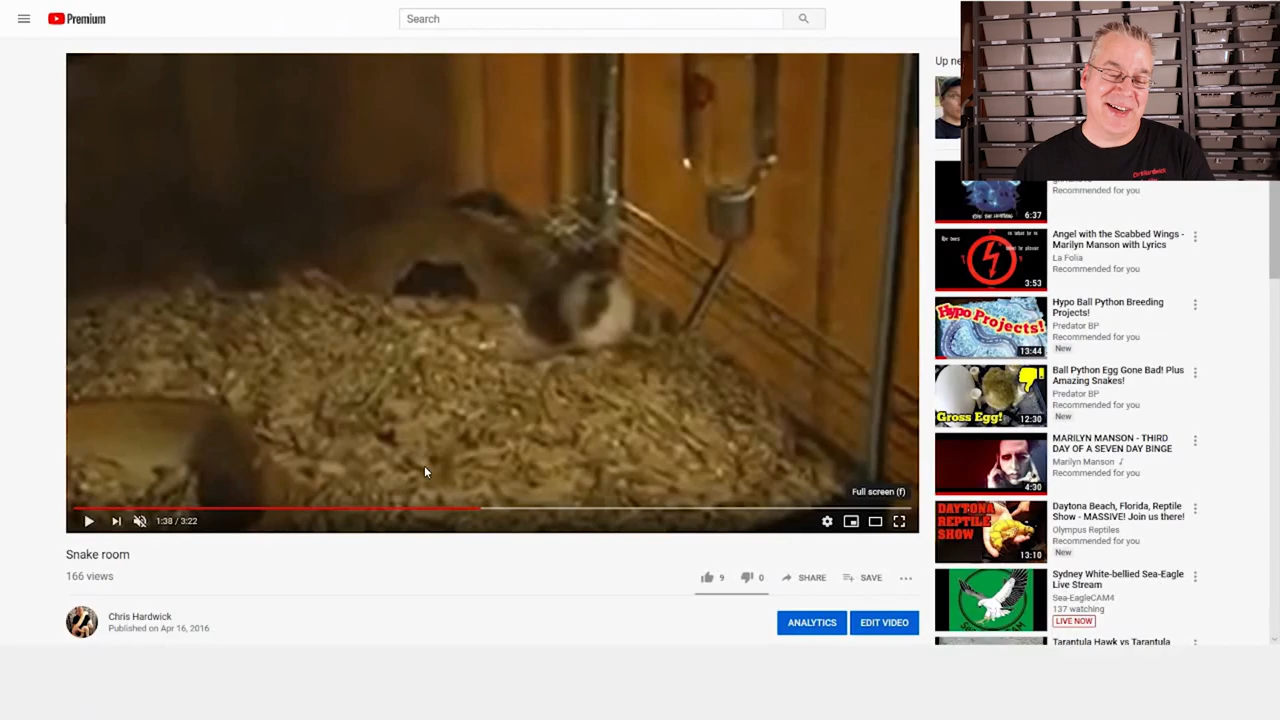 Premium
Search
Up ne
6:37
Recommended for you
Angel with the Scabbed Wings -
Marilyn Manson with Lyrics
La Folia
Recommended for you
3:53
Hypo Projects!
13:44
Hypo Ball Python Breeding
Projects!
Predator BP
Recommended for you
New
Gross Egg!
12:30
Ball Python Egg Gone Bad! Plus
Amazing Snakes!
Predator BP
Recommended for you
New
4:30
MARILYN MANSON - THIRD
DAY OF A SEVEN DAY BINGE
Marilyn Manson
Recommended for you
DAYTONA
REPTILE
SHOW
13:10
Daytona Beach, Florida, Reptile
Show - MASSIVE! Join us there!
Olympus Reptiles
Recommended for you
New
Sydney White-bellied Sea-Eagle
Live Stream
Sea-EagleCAM4
137 watching
LIVE NOW
Tarantula Hawk vs Tarantula
Full screen (f)
1:38 / 3:22
Snake room
166 views
9
0
SHARE
SAVE
Chris Hardwick
Published on Apr 16, 2016
ANALYTICS
EDIT VIDEO